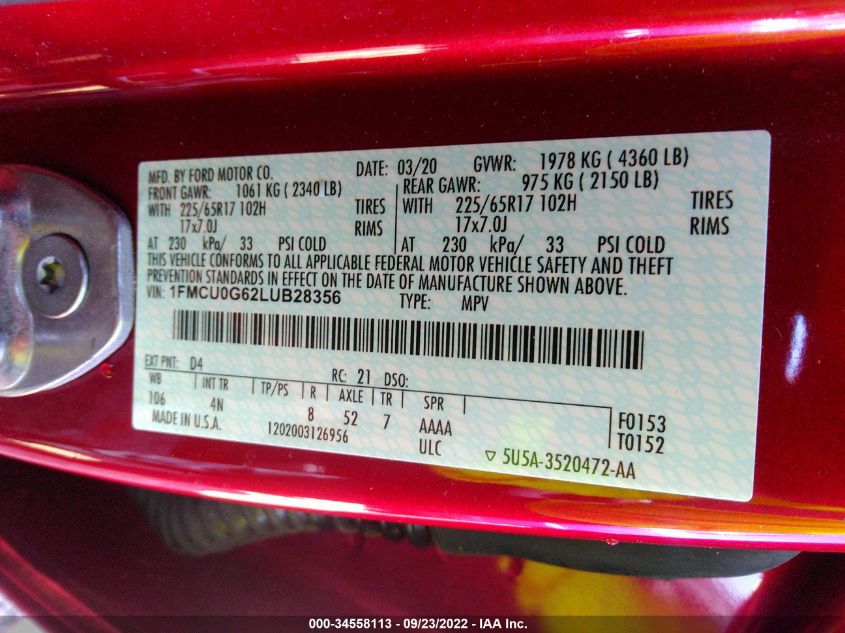 MFD. BY FORD MOTOR CO. DATE: 03/20 GVWR: 1978 KG ( 4360 LB)
FRONT GAWR: 1061 KG ( 2340 LB) REAR GAWR: 975 KG ( 2150 LB)
WITH 225/65R17 102H TIRES WITH 225/65R17 102H TIRES
17x7.0J RIMS 17x7.0J RIMS
AT 230 kPa/ 33 PSI COLD AT 230 kPa/ 33 PSI COLD
THIS VEHICLE CONFORMS TO ALL APPLICABLE FEDERAL MOTOR VEHICLE SAFETY AND THEFT
PREVENTION STANDARDS IN EFFECT ON THE DATE OF MANUFACTURE SHOWN ABOVE.
VIN: 1FMCU0G62LUB28356 TYPE: MPV
EXT PNT: D4 RC: 21 DSO:
WB INT TR TP/PS R AXLE TR SPR
106 4N 8 52 7 AAAA F0153
MADE IN U.S.A. 1202003126956 ULC T0152
▽ 5U5A-3520472-AA
000-34558113 - 09/23/2022 - IAA Inc.